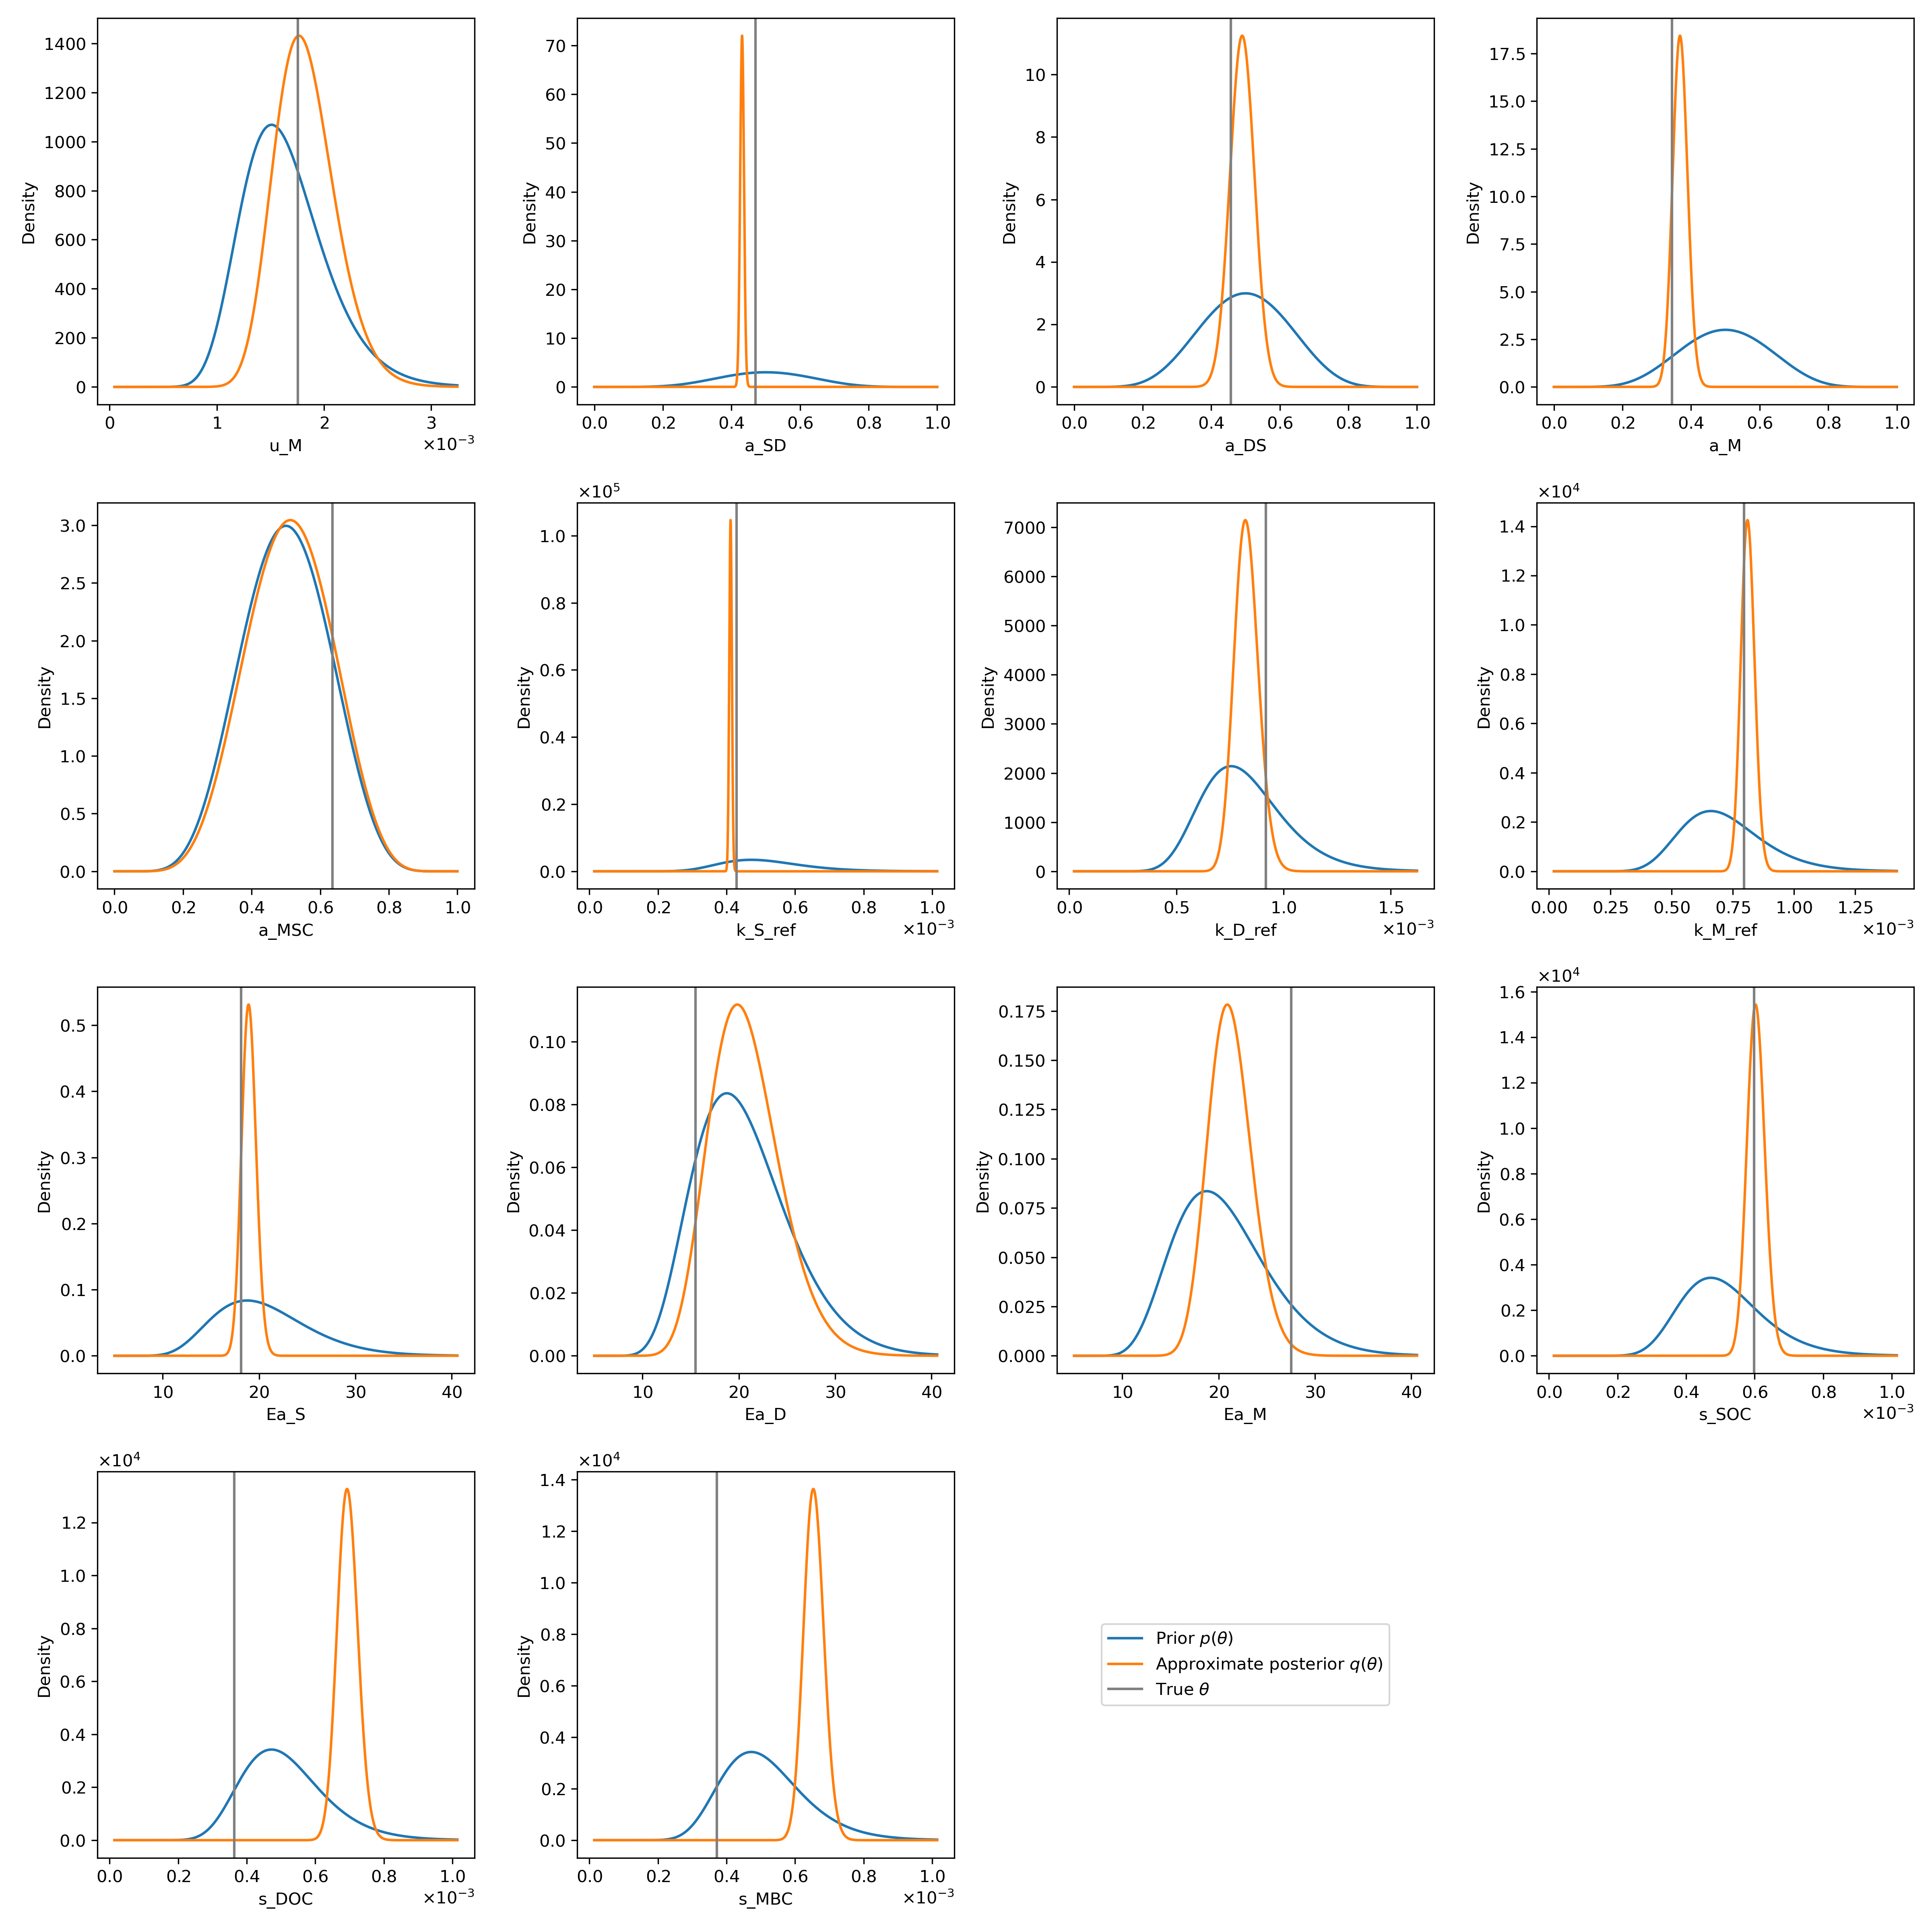 1400
1200
1000
800
600
400
200
0
Density
0 1 2 3
u_M ×10⁻³
70
60
50
40
30
20
10
0
Density
0.0 0.2 0.4 0.6 0.8 1.0
a_SD
10
8
6
4
2
0
Density
0.0 0.2 0.4 0.6 0.8 1.0
a_DS
17.5
15.0
12.5
10.0
7.5
5.0
2.5
0.0
Density
0.0 0.2 0.4 0.6 0.8 1.0
a_M
3.0
2.5
2.0
1.5
1.0
0.5
0.0
Density
0.0 0.2 0.4 0.6 0.8 1.0
a_MSC
×10⁵
1.0
0.8
0.6
0.4
0.2
0.0
Density
0.0 0.2 0.4 0.6 0.8 1.0
k_S_ref ×10⁻³
7000
6000
5000
4000
3000
2000
1000
0
Density
0.0 0.5 1.0 1.5
k_D_ref ×10⁻³
×10⁴
1.4
1.2
1.0
0.8
0.6
0.4
0.2
0.0
Density
0.00 0.25 0.50 0.75 1.00 1.25
k_M_ref ×10⁻³
0.5
0.4
0.3
0.2
0.1
0.0
Density
10 20 30 40
Ea_S
0.10
0.08
0.06
0.04
0.02
0.00
Density
10 20 30 40
Ea_D
0.175
0.150
0.125
0.100
0.075
0.050
0.025
0.000
Density
10 20 30 40
Ea_M
×10⁴
1.6
1.4
1.2
1.0
0.8
0.6
0.4
0.2
0.0
Density
0.0 0.2 0.4 0.6 0.8 1.0
s_SOC ×10⁻³
×10⁴
1.2
1.0
0.8
0.6
0.4
0.2
0.0
Density
0.0 0.2 0.4 0.6 0.8 1.0
s_DOC ×10⁻³
×10⁴
1.4
1.2
1.0
0.8
0.6
0.4
0.2
0.0
Density
0.0 0.2 0.4 0.6 0.8 1.0
s_MBC ×10⁻³
Prior p(θ)
Approximate posterior q(θ)
True θ